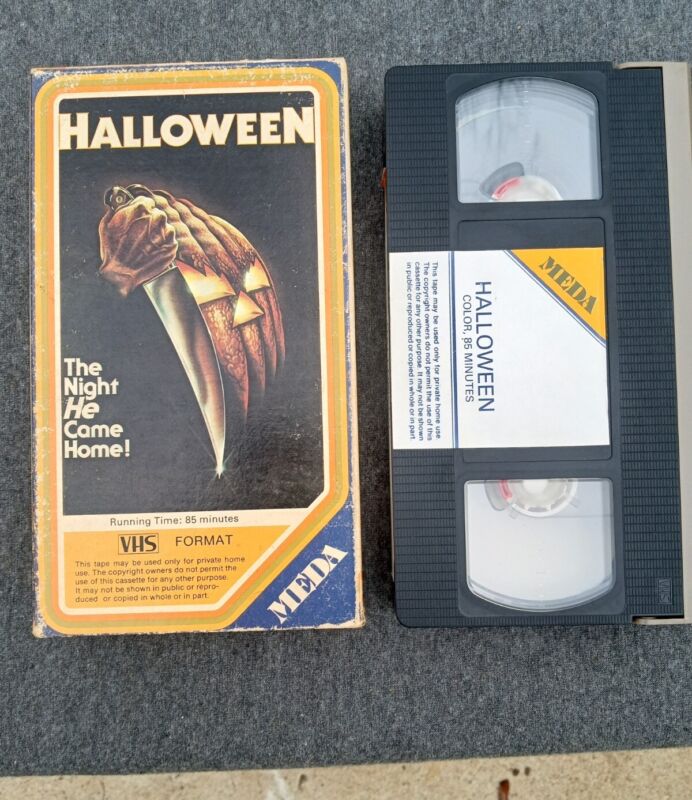 HALLOWEEN
The
Night
He
Came
Home!
Running Time: 85 minutes
VHS FORMAT
This tape may be used only for private home
use. The copyright owners do not permit the
use of this cassette for any other purpose.
It may not be shown in public or repro-
duced or copied in whole or in part.
MEDA
MEDA
HALLOWEEN
COLOR, 85 MINUTES
This tape may be used only for private home use.
The copyright owners do not permit the use of this
cassette for any other purpose. It may not be shown
in public or reproduced or copied in whole or in part.
VHS